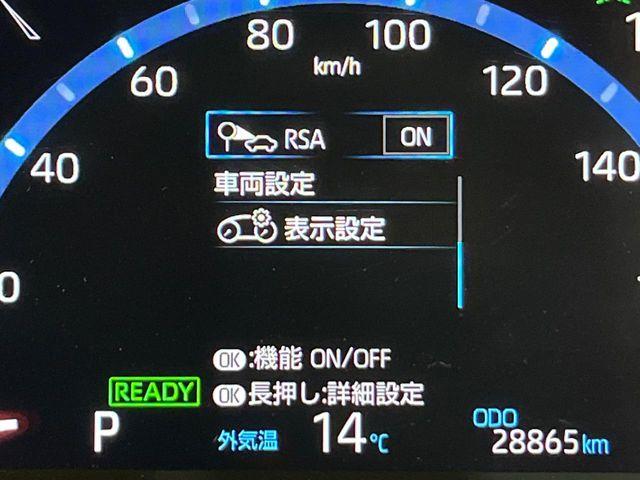 80
100
km/h
60
120
RSA ON
40
140
車両設定
表示設定
0
OK:機能 ON/OFF
READY
OK長押し:詳細設定
P
外気温 14℃
ODO
28865km